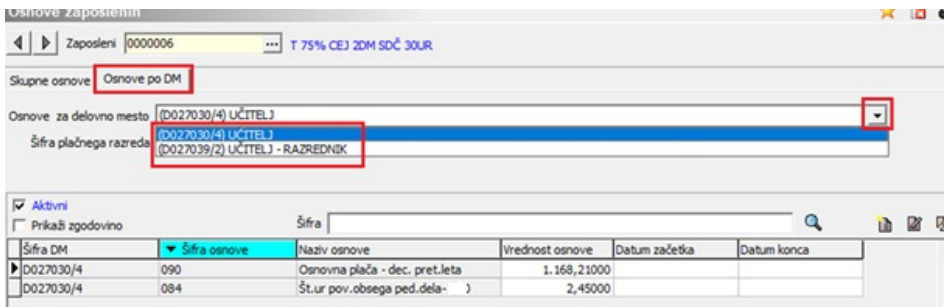 Osnove zaposlenih
Zaposleni 0000006 ... T 75% CEJ 2DM SDČ 30UR
Skupne osnove Osnove po DM
Osnove za delovno mesto (D027030/4) UČITELJ
(D027030/4) UČITELJ
Šifra plačnega razreda (D027039/2) UČITELJ - RAZREDNIK
Aktivni
Prikaži zgodovino Šifra
Šifra DM Šifra osnove Naziv osnove Vrednost osnove Datum začetka Datum konca
D027030/4 090 Osnovna plača - dec. pret.leta 1.168,21000
D027030/4 084 Št.ur pov.obsega ped.dela- ) 2,45000